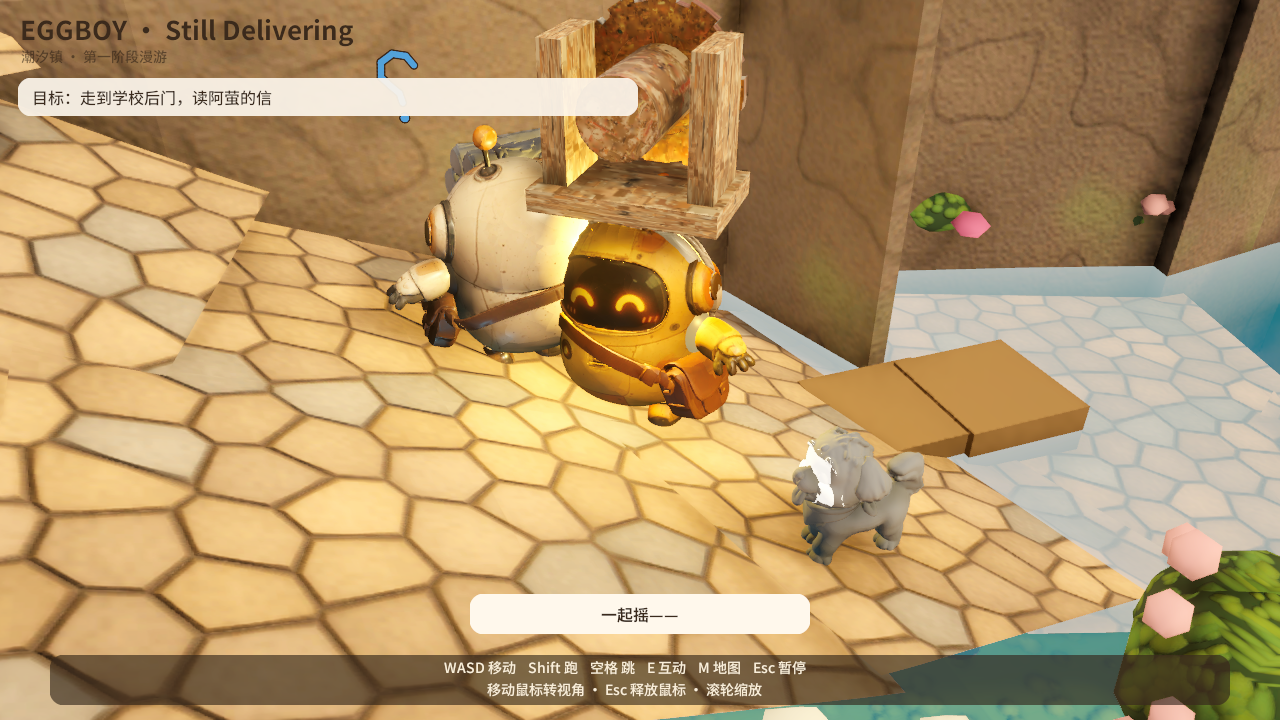 EGGBOY · Still Delivering
潮汐镇 · 第一阶段漫游
目标：走到学校后门，读阿萤的信
一起摇——
WASD 移动 Shift 跑 空格 跳 E 互动 M 地图 Esc 暂停
移动鼠标转视角 · Esc 释放鼠标 · 滚轮缩放